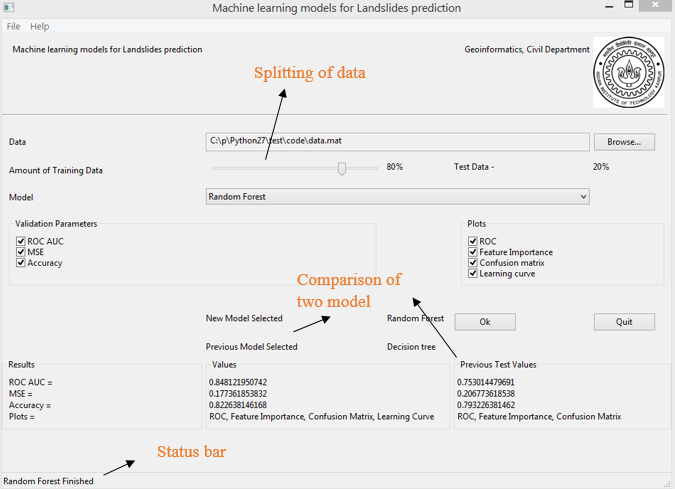 Machine learning models for Landslides prediction
File Help
Machine learning models for Landslides prediction
Geoinformatics, Civil Department
Splitting of data
Data
C:\p\Python27\test\code\data.mat
Browse...
Amount of Training Data
80%
Test Data -
20%
Model
Random Forest
Validation Parameters
ROC AUC
MSE
Accuracy
Plots
ROC
Feature Importance
Confusion matrix
Learning curve
Comparison of
two model
New Model Selected
Random Forest
Ok
Quit
Previous Model Selected
Decision tree
Results
Values
Previous Test Values
ROC AUC =
0.848121950742
0.753014479691
MSE =
0.177361853832
0.206773618538
Accuracy =
0.822638146168
0.793226381462
Plots =
ROC, Feature Importance, Confusion Matrix, Learning Curve
ROC, Feature Importance, Confusion Matrix
Status bar
Random Forest Finished